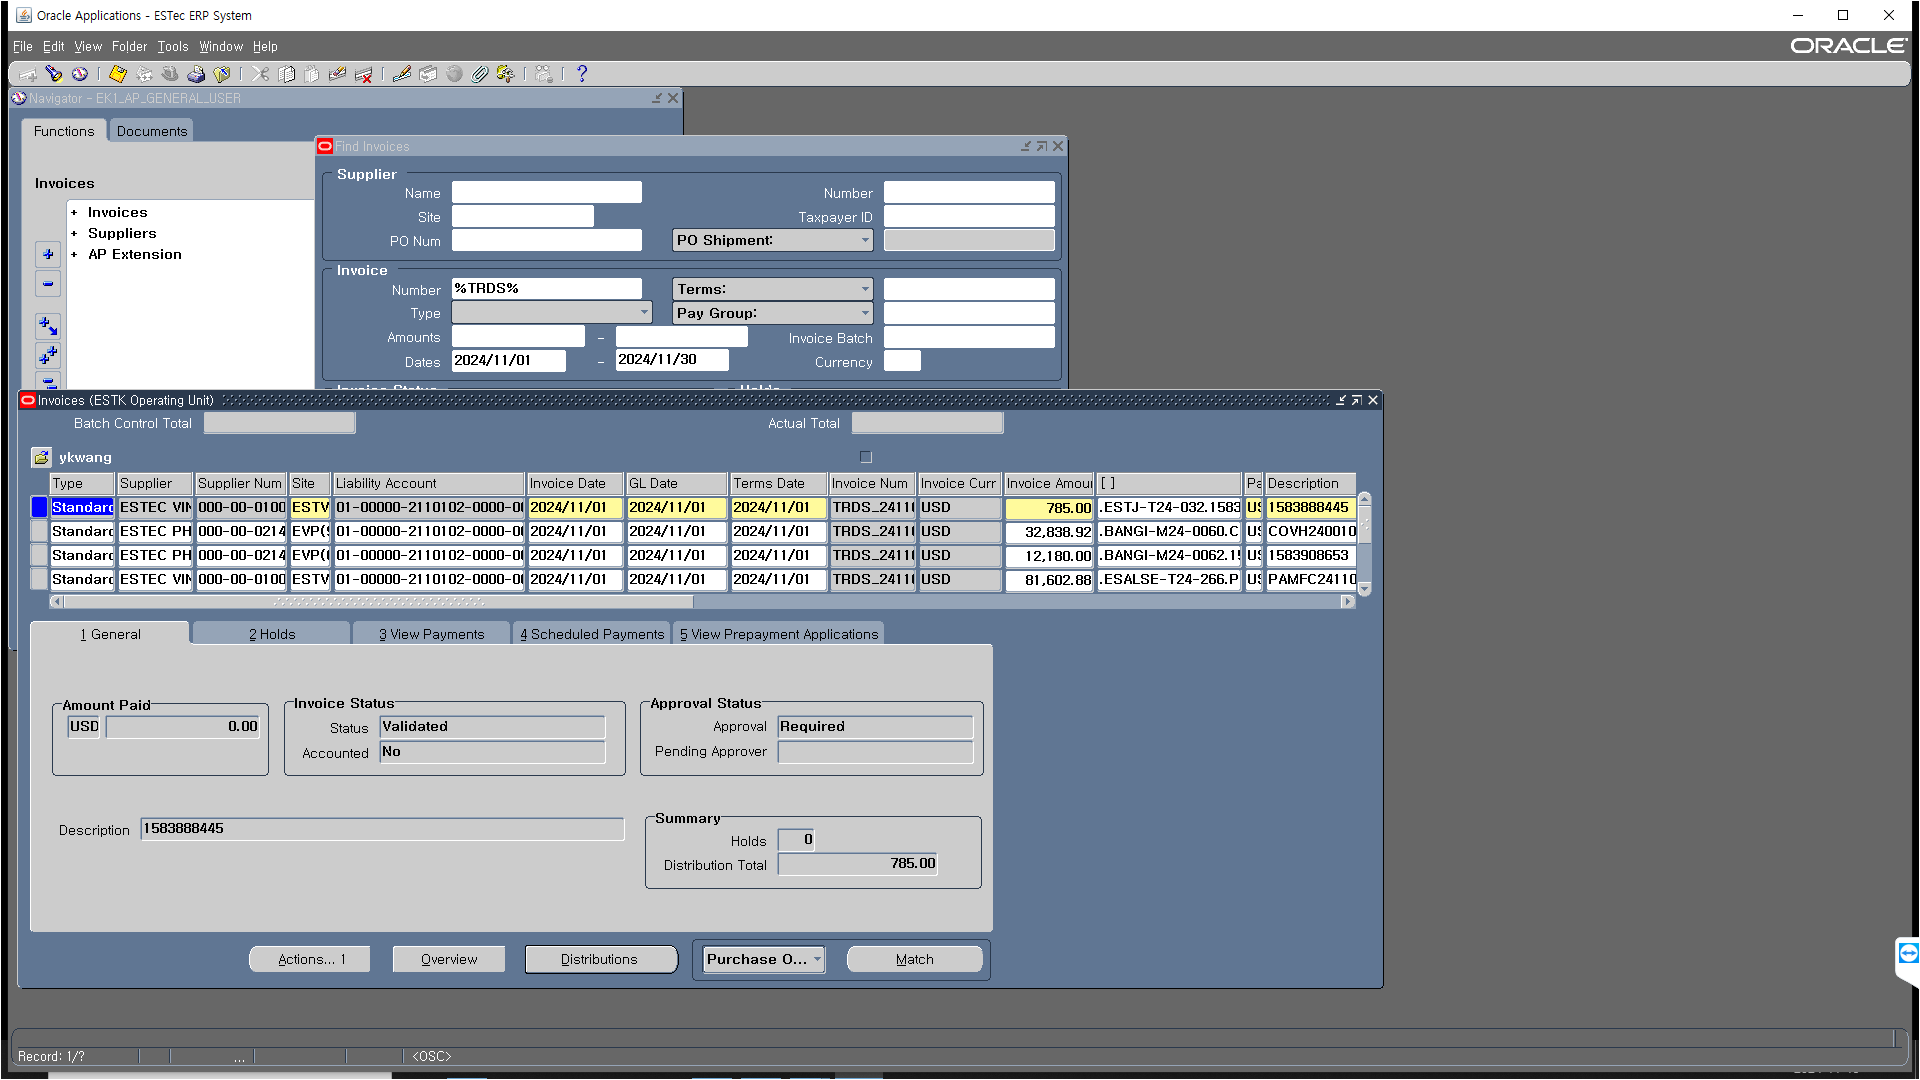 Oracle Applications - ESTec ERP System
File Edit View Folder Tools Window Help
ORACLE
Navigator - EK1_AP_GENERAL_USER
Functions Documents
Invoices
+ Invoices
+ Suppliers
+ AP Extension
Find Invoices
Supplier
Name Number
Site Taxpayer ID
PO Num PO Shipment:
Invoice
Number %TRDS% Terms:
Type Pay Group:
Amounts – Invoice Batch
Dates 2024/11/01 – 2024/11/30 Currency
Invoices (ESTK Operating Unit)
Batch Control Total Actual Total
ykwang
Type Supplier Supplier Num Site Liability Account Invoice Date GL Date Terms Date Invoice Num Invoice Curr Invoice Amour [ ] Pa Description
Standard ESTEC VIN 000-00-0100 ESTV 01-00000-2110102-0000-0 2024/11/01 2024/11/01 2024/11/01 TRDS_2411 USD 785.00 .ESTJ-T24-032.1583 US 1583888445
Standard ESTEC PH 000-00-0214 EVP( 01-00000-2110102-0000-0 2024/11/01 2024/11/01 2024/11/01 TRDS_2411 USD 32,838.92 .BANGI-M24-0060.C US COVH240010
Standard ESTEC PH 000-00-0214 EVP( 01-00000-2110102-0000-0 2024/11/01 2024/11/01 2024/11/01 TRDS_2411 USD 12,180.00 .BANGI-M24-0062.15 US 1583908653
Standard ESTEC VIN 000-00-0100 ESTV 01-00000-2110102-0000-0 2024/11/01 2024/11/01 2024/11/01 TRDS_2411 USD 81,602.88 .ESALSE-T24-266.P US PAMFC24110
1 General 2 Holds 3 View Payments 4 Scheduled Payments 5 View Prepayment Applications
Amount Paid Invoice Status Approval Status
USD 0.00 Status Validated Approval Required
Accounted No Pending Approver
Description 1583888445
Summary
Holds 0
Distribution Total 785.00
Actions... 1 Overview Distributions Purchase O... Match
Record: 1/? ... <OSC>